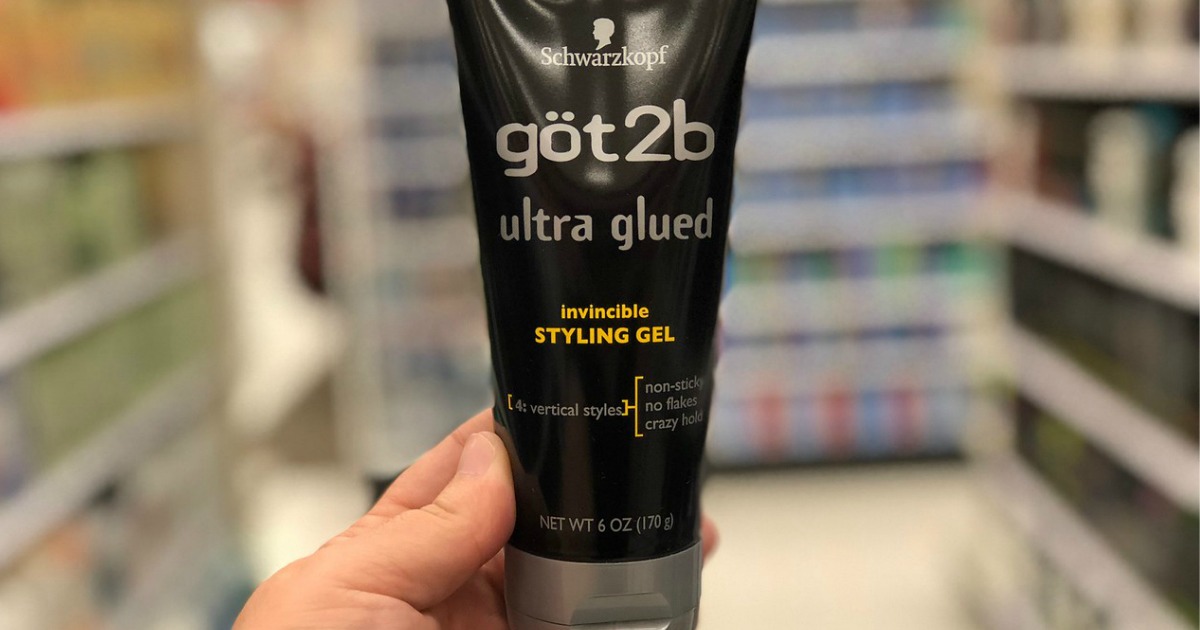 Schwarzkopf
göt2b
ultra glued
invincible
STYLING GEL
[4: vertical styles]
non-sticky
no flakes
crazy hold
NET WT 6 OZ (170 g)